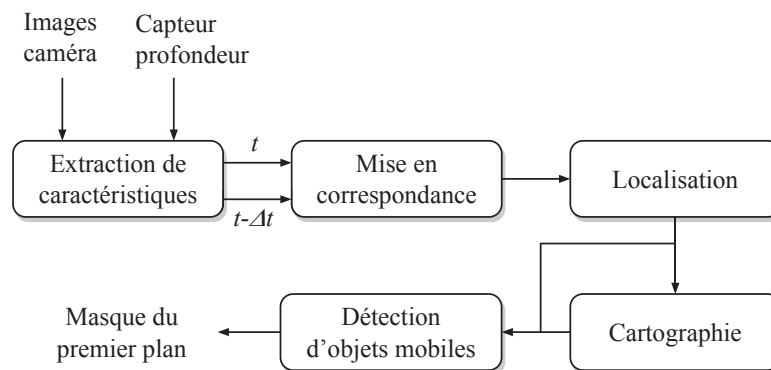 Images
caméra
Capteur
profondeur
Extraction de
caractéristiques
t
t-Δt
Mise en
correspondance
Localisation
Cartographie
Détection
d'objets mobiles
Masque du
premier plan